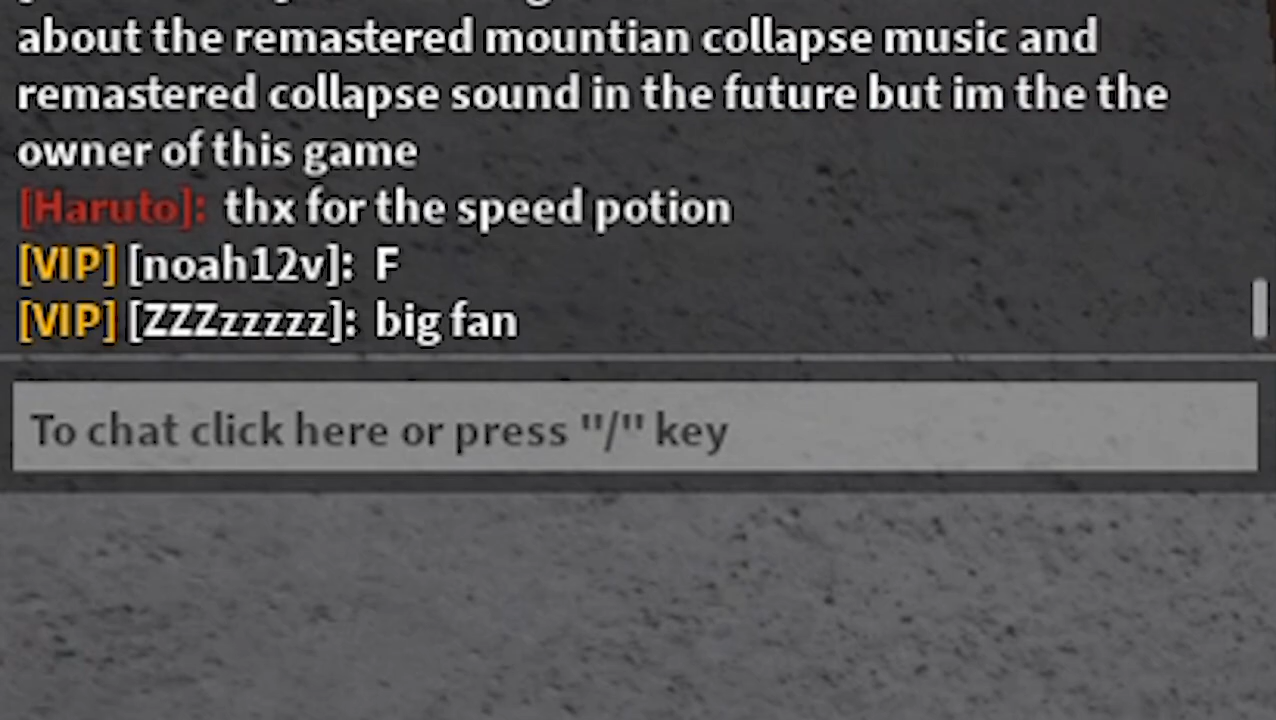 about the remastered mountian collapse music and
remastered collapse sound in the future but im the the
owner of this game
[Haruto]: thx for the speed potion
[VIP] [noah12v]: F
[VIP] [ZZZzzzzz]: big fan
To chat click here or press "/" key